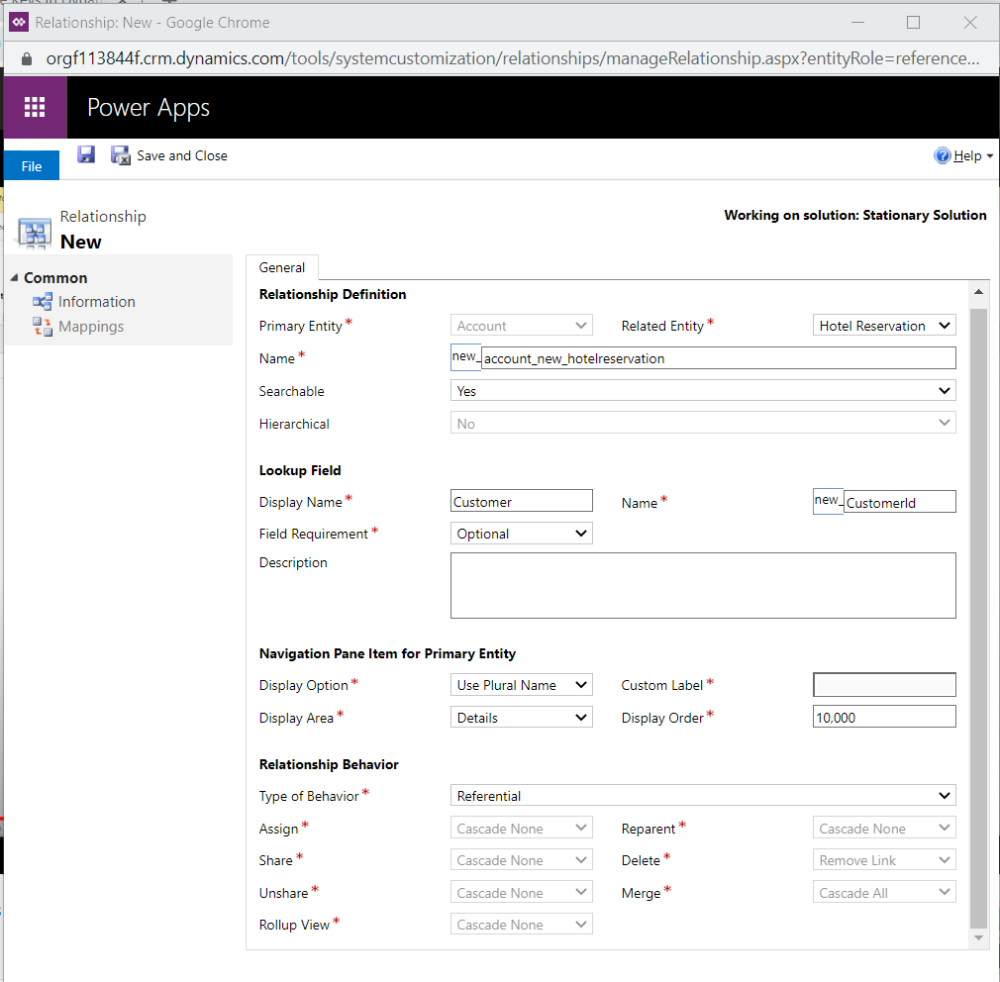 Relationship: New - Google Chrome
orgf113844f.crm.dynamics.com/tools/systemcustomization/relationships/manageRelationship.aspx?entityRole=reference...
Power Apps
File Save and Close Help
Relationship
New
Working on solution: Stationary Solution
Common
Information
Mappings
General
Relationship Definition
Primary Entity* Account Related Entity* Hotel Reservation
Name* new_ account_new_hotelreservation
Searchable Yes
Hierarchical No
Lookup Field
Display Name* Customer Name* new_ CustomerId
Field Requirement* Optional
Description
Navigation Pane Item for Primary Entity
Display Option* Use Plural Name Custom Label*
Display Area* Details Display Order* 10,000
Relationship Behavior
Type of Behavior* Referential
Assign* Cascade None Reparent* Cascade None
Share* Cascade None Delete* Remove Link
Unshare* Cascade None Merge* Cascade All
Rollup View* Cascade None